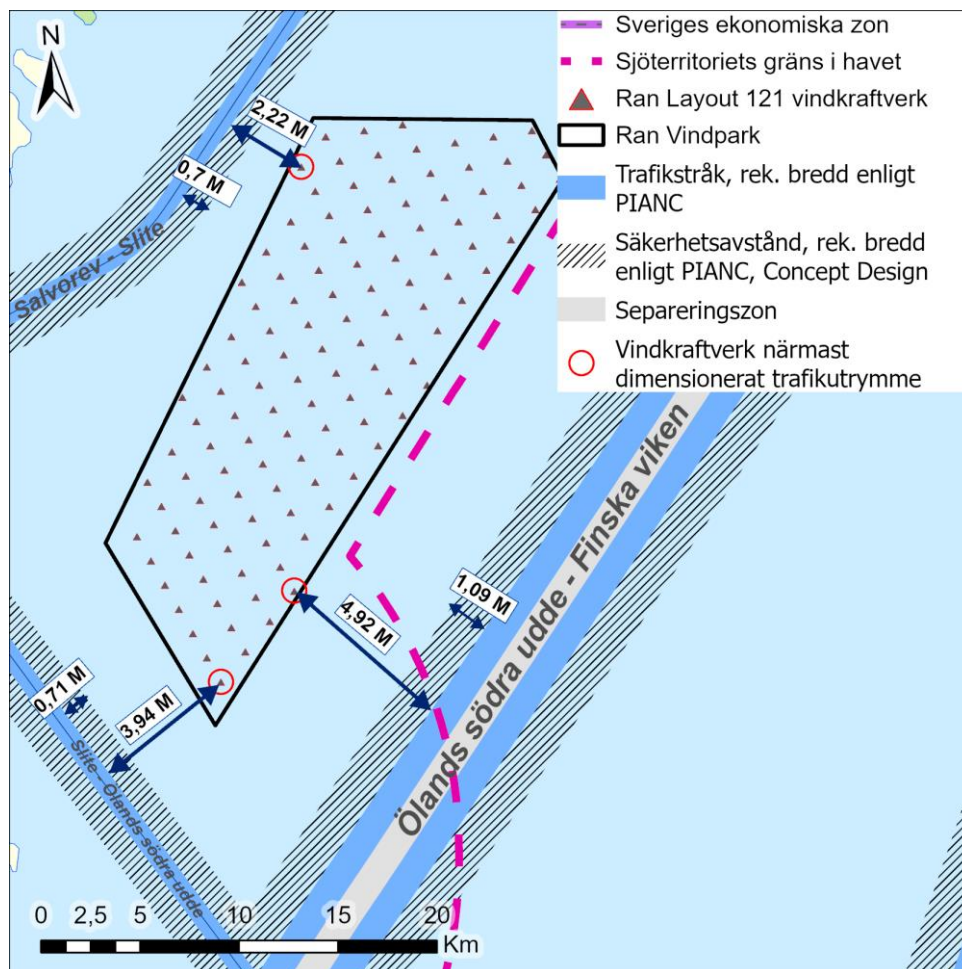 N
2,22 M
0,7 M
Salvorev - Slite
Sveriges ekonomiska zon
Sjöterritoriets gräns i havet
Ran Layout 121 vindkraftverk
Ran Vindpark
Trafikstråk, rek. bredd enligt
PIANC
Säkerhetsavstånd, rek. bredd
enligt PIANC, Concept Design
Separeringszon
Vindkraftverk närmast
dimensionerat trafikutrymme
1,09 M
4,92 M
Ölands södra udde - Finska viken
0,71 M
3,94 M
Slite - Ölands södra udde
0 2,5 5 10 15 20
Km